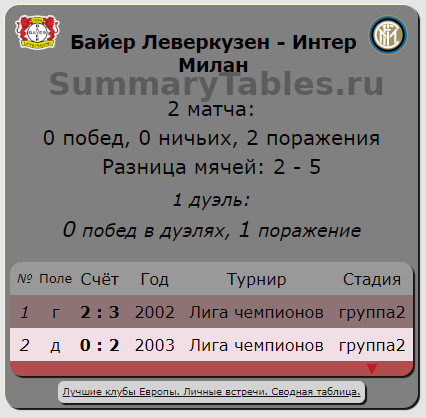 Байер Леверкузен - Интер
Милан
SummaryTables.ru
2 матча:
0 побед, 0 ничьих, 2 поражения
Разница мячей: 2 - 5
1 дуэль:
0 побед в дуэлях, 1 поражение
№ Поле Счёт Год Турнир Стадия
1 г 2 : 3 2002 Лига чемпионов группа2
2 д 0 : 2 2003 Лига чемпионов группа2
Лучшие клубы Европы. Личные встречи. Сводная таблица.